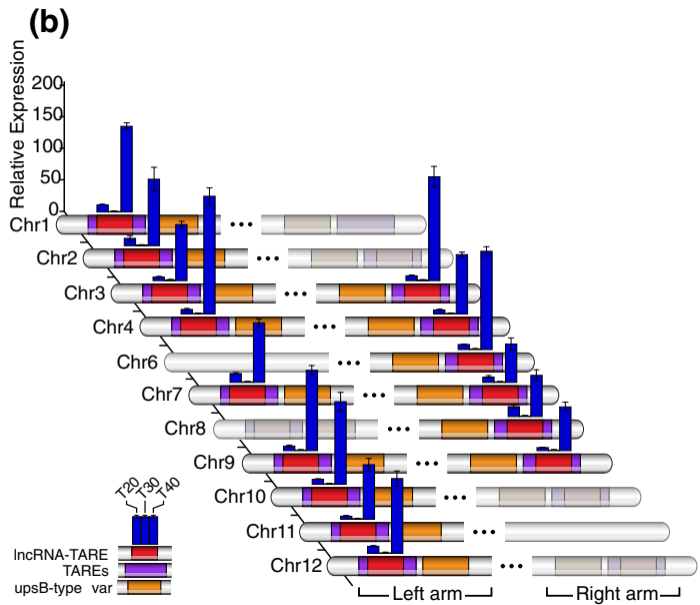 (b)
Relative Expression
200
150
100
50
0
Chr1
Chr2
Chr3
Chr4
Chr6
Chr7
Chr8
Chr9
Chr10
Chr11
Chr12
T20
T30
T40
lncRNA-TARE
TAREs
upsB-type var
Left arm
Right arm